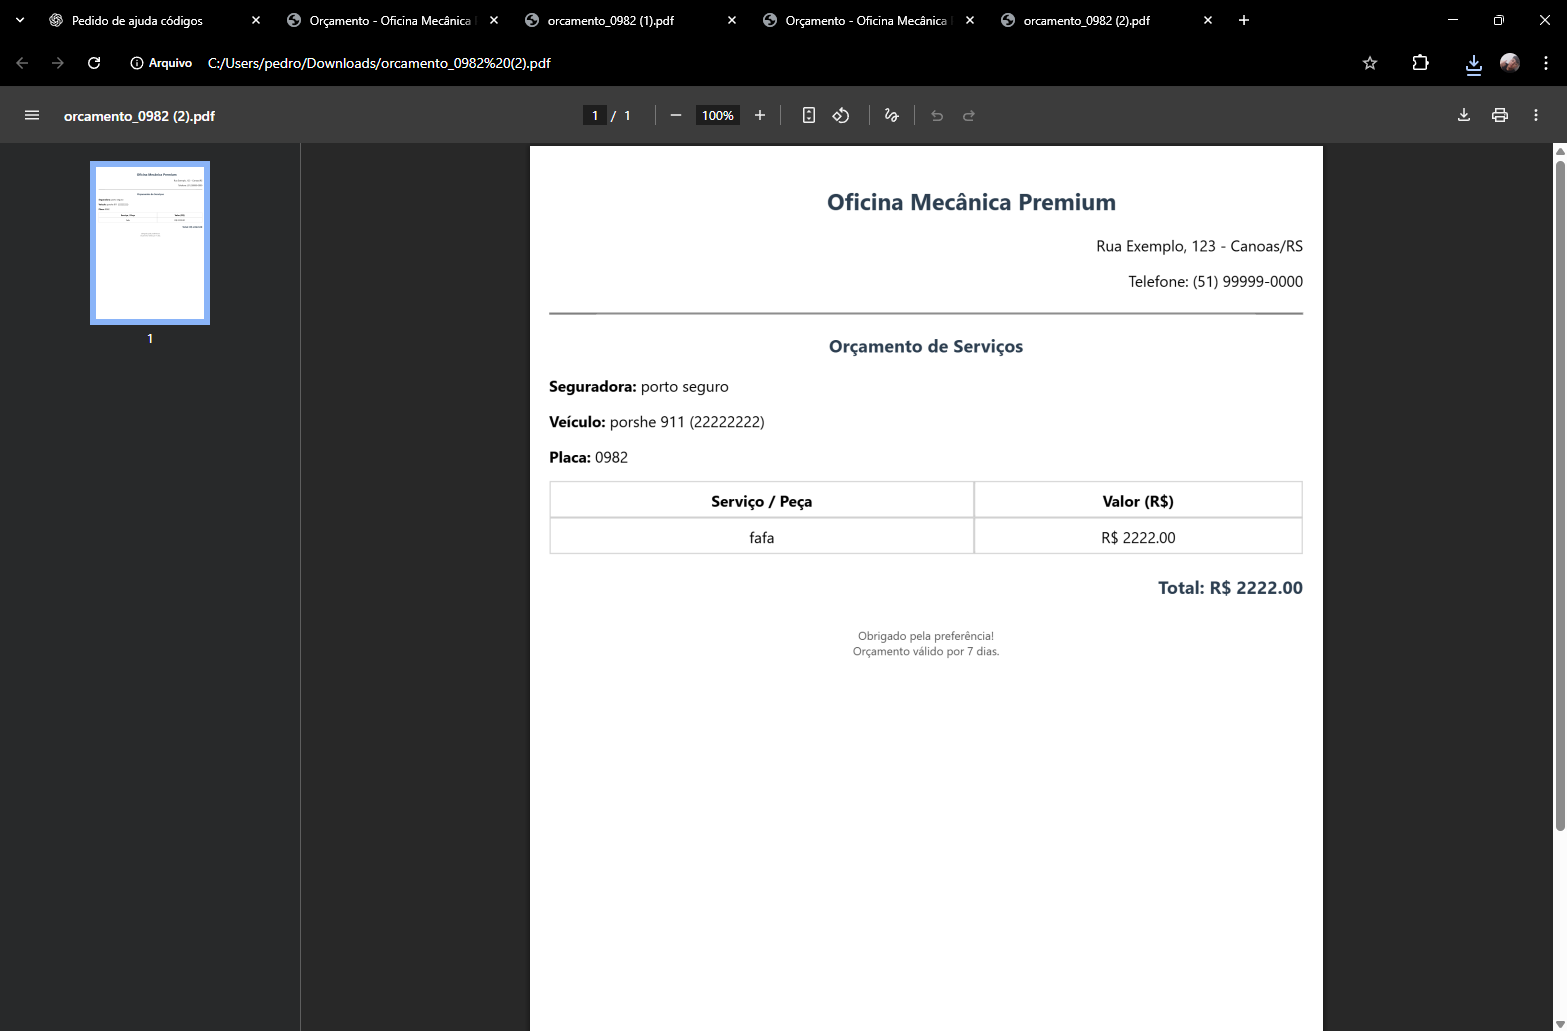 Pedido de ajuda códigos
Orçamento - Oficina Mecânica
orcamento_0982 (1).pdf
Orçamento - Oficina Mecânica
orcamento_0982 (2).pdf
Arquivo
C:/Users/pedro/Downloads/orcamento_0982%20(2).pdf
orcamento_0982 (2).pdf
1 / 1
100%
1
Oficina Mecânica Premium
Rua Exemplo, 123 - Canoas/RS
Telefone: (51) 99999-0000
Orçamento de Serviços
Seguradora: porto seguro
Veículo: porshe 911 (22222222)
Placa: 0982
Serviço / Peça Valor (R$)
fafa R$ 2222.00
Total: R$ 2222.00
Obrigado pela preferência!
Orçamento válido por 7 dias.